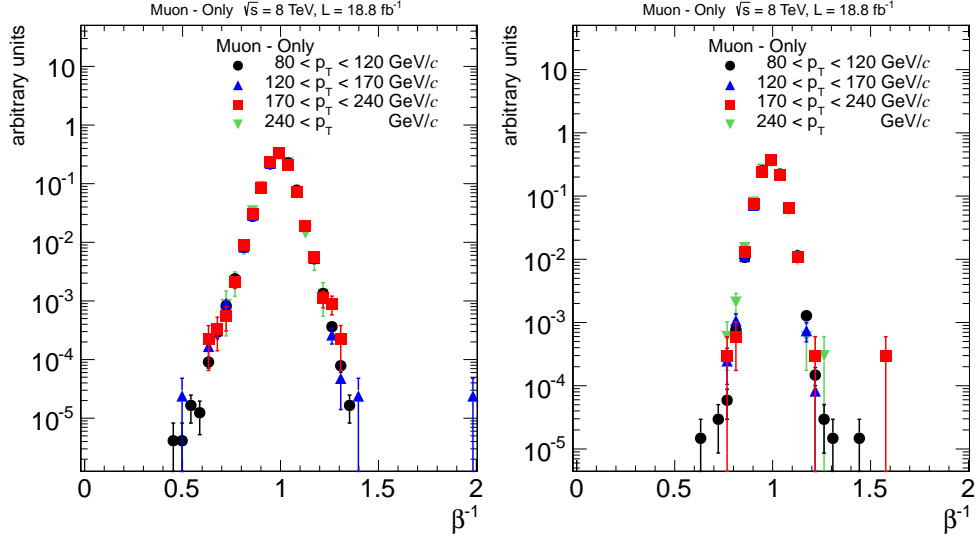 Muon - Only √s = 8 TeV, L = 18.8 fb⁻¹
arbitrary units
Muon - Only
80 < p_T < 120 GeV/c
120 < p_T < 170 GeV/c
170 < p_T < 240 GeV/c
240 < p_T GeV/c
10
1
10⁻¹
10⁻²
10⁻³
10⁻⁴
10⁻⁵
0 0.5 1 1.5 2
β⁻¹
Muon - Only √s = 8 TeV, L = 18.8 fb⁻¹
arbitrary units
Muon - Only
80 < p_T < 120 GeV/c
120 < p_T < 170 GeV/c
170 < p_T < 240 GeV/c
240 < p_T GeV/c
10
1
10⁻¹
10⁻²
10⁻³
10⁻⁴
10⁻⁵
0 0.5 1 1.5 2
β⁻¹